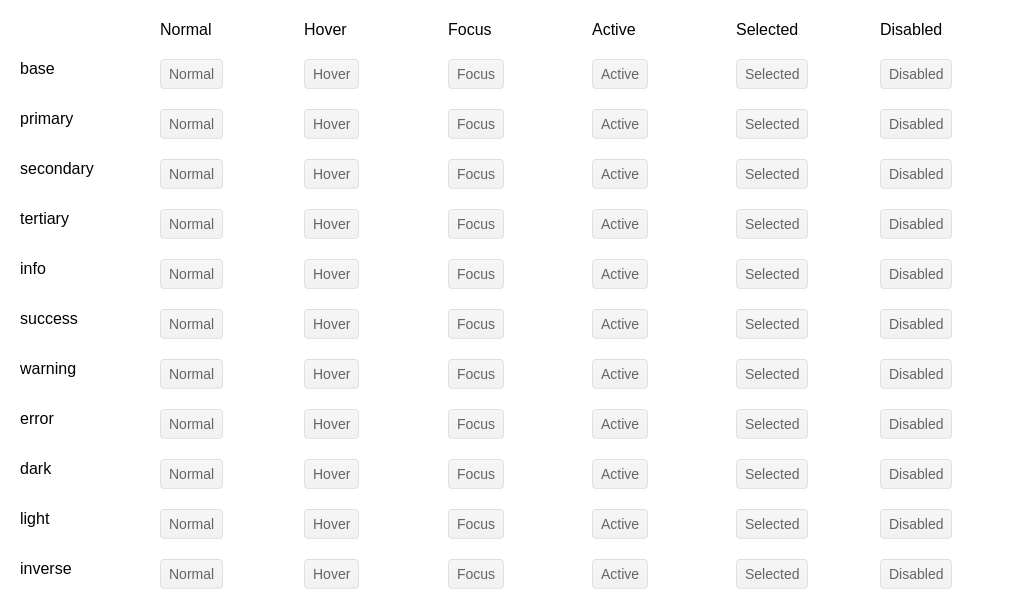 Normal Hover Focus Active Selected Disabled
base Normal Hover Focus Active Selected Disabled
primary Normal Hover Focus Active Selected Disabled
secondary Normal Hover Focus Active Selected Disabled
tertiary Normal Hover Focus Active Selected Disabled
info Normal Hover Focus Active Selected Disabled
success Normal Hover Focus Active Selected Disabled
warning Normal Hover Focus Active Selected Disabled
error Normal Hover Focus Active Selected Disabled
dark Normal Hover Focus Active Selected Disabled
light Normal Hover Focus Active Selected Disabled
inverse Normal Hover Focus Active Selected Disabled